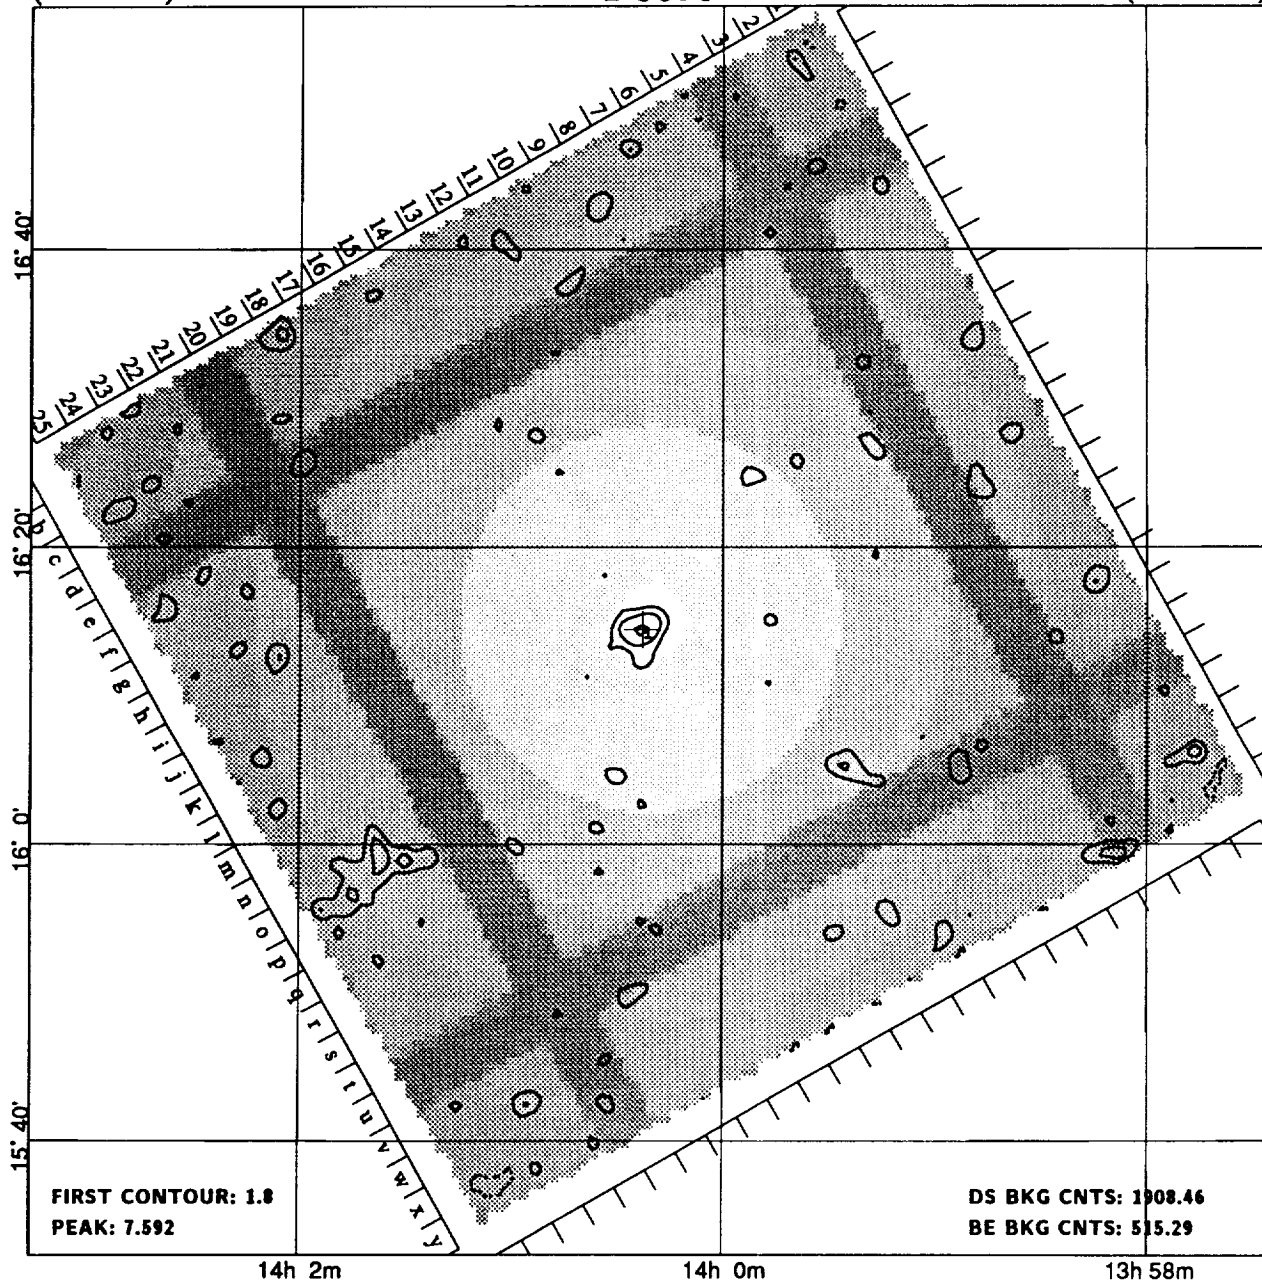 1 2 3 4 5 6 7 8 9 10 11 12 13 14 15 16 17 18 19 20 21 22 23 24 25
16° 40'
16° 20'
16° 0'
15° 40'
b c d e f g h i j k l m n o p q r s t u v w x y
FIRST CONTOUR: 1.8
PEAK: 7.592
DS BKG CNTS: 1908.46
BE BKG CNTS: 515.29
14h 2m
14h 0m
13h 58m